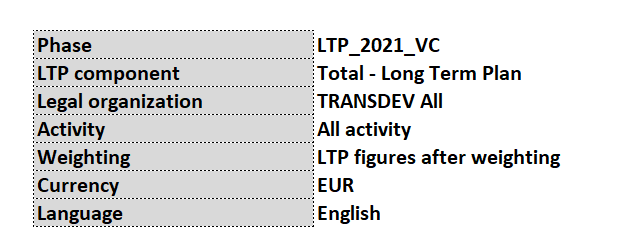 Phase LTP_2021_VC
LTP component Total - Long Term Plan
Legal organization TRANSDEV All
Activity All activity
Weighting LTP figures after weighting
Currency EUR
Language English